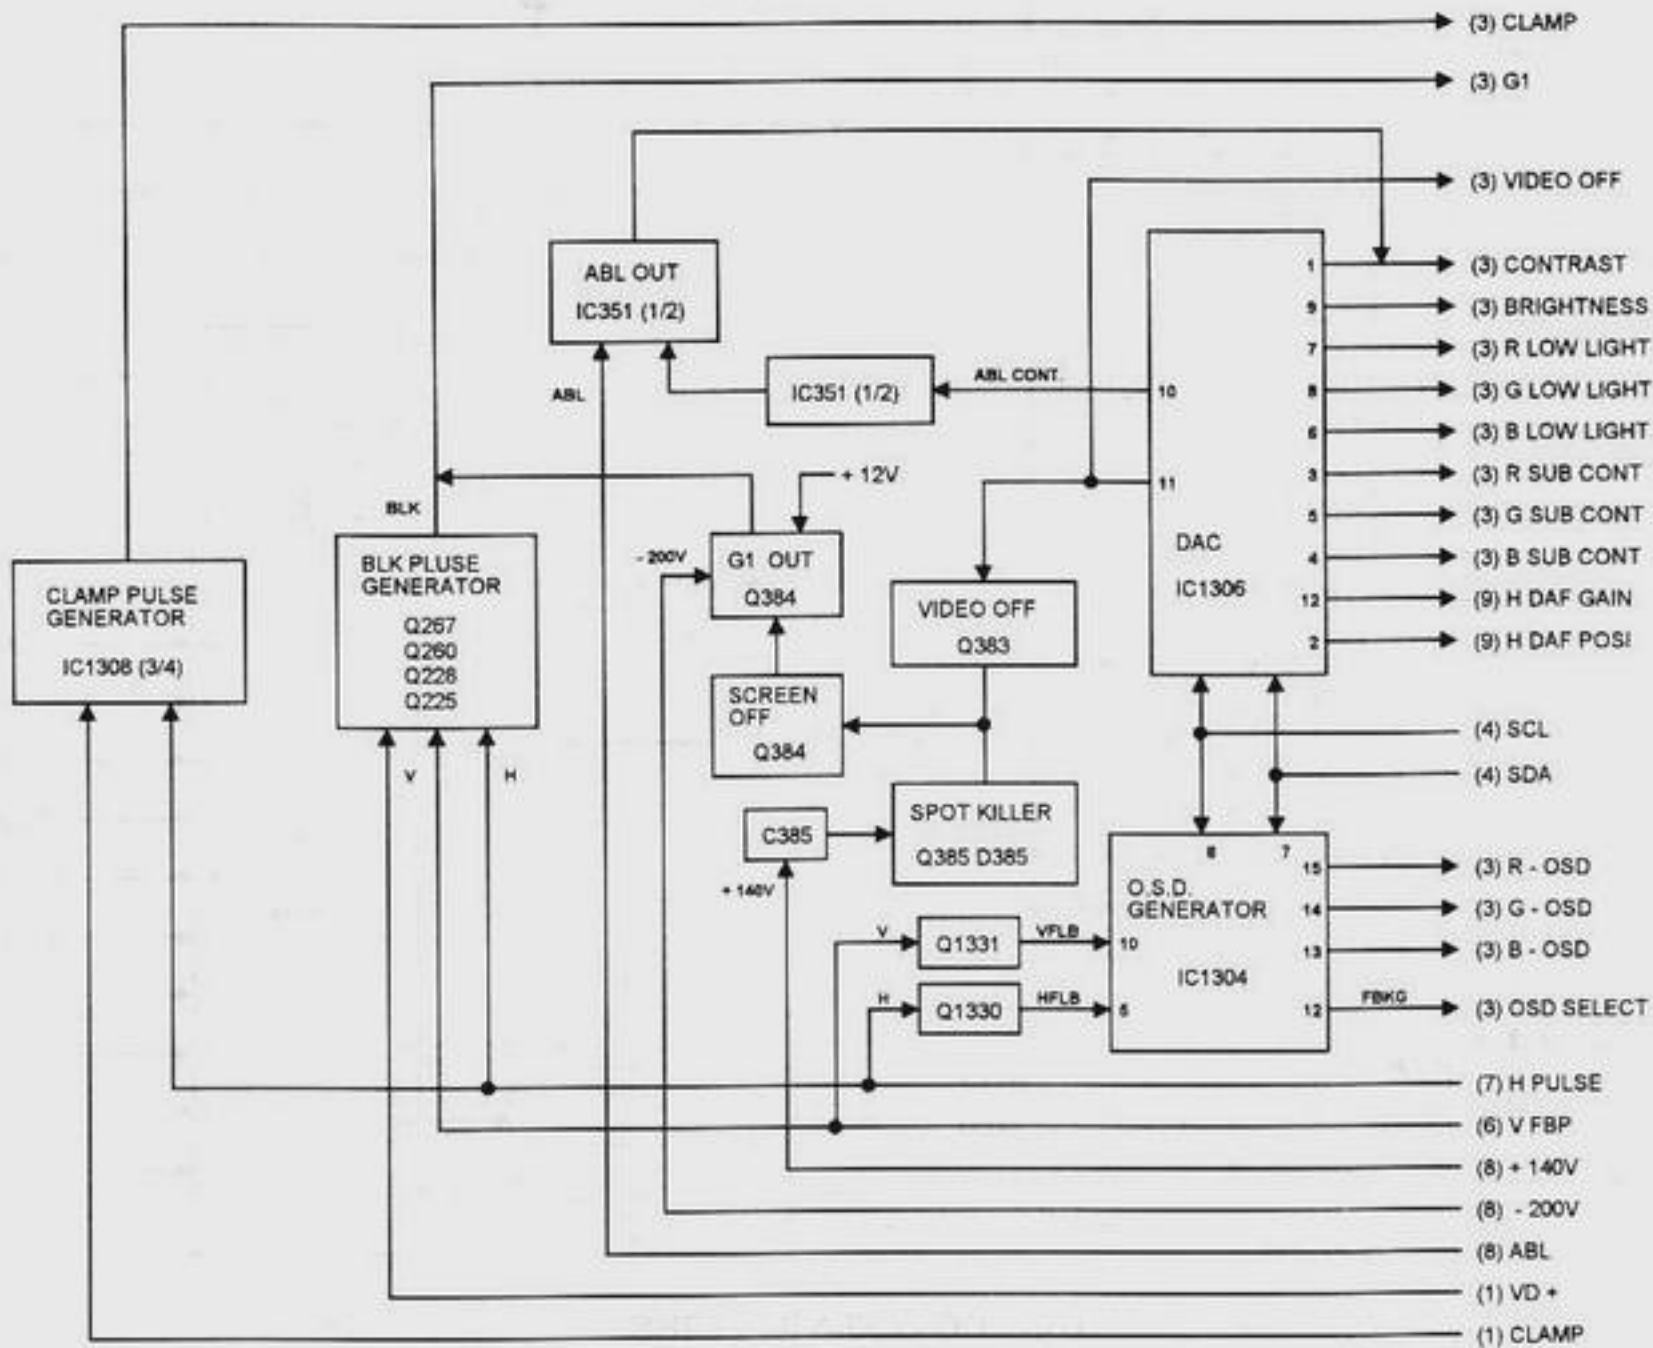 (3) CLAMP
(3) G1
(3) VIDEO OFF
ABL OUT
IC351 (1/2)
ABL
IC351 (1/2)
ABL CONT.
10
11
DAC
IC1306
1
9
7
8
6
3
5
4
12
2
(3) CONTRAST
(3) BRIGHTNESS
(3) R LOW LIGHT
(3) G LOW LIGHT
(3) B LOW LIGHT
(3) R SUB CONT
(3) G SUB CONT
(3) B SUB CONT
(9) H DAF GAIN
(9) H DAF POSI
+ 12V
BLK
- 200V
G1 OUT
Q384
CLAMP PULSE
GENERATOR
IC1308 (3/4)
BLK PLUSE
GENERATOR
Q267
Q260
Q228
Q225
V
H
VIDEO OFF
Q383
SCREEN
OFF
Q384
SPOT KILLER
Q385 D385
C385
+ 140V
(4) SCL
(4) SDA
7
O.S.D.
GENERATOR
IC1304
10
15
14
13
12
FBKG
(3) R - OSD
(3) G - OSD
(3) B - OSD
(3) OSD SELECT
V
Q1331
VFLB
H
Q1330
HFLB
(7) H PULSE
(6) V FBP
(8) + 140V
(8) - 200V
(8) ABL
(1) VD +
(1) CLAMP